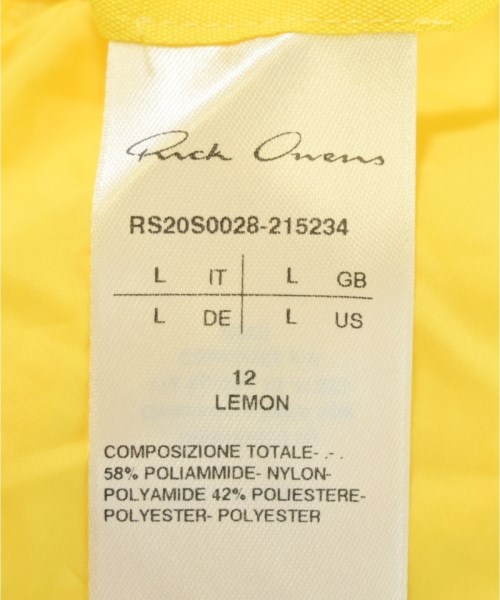 Rick Owens
RS20S0028-215234
L IT L GB
L DE L US
12
LEMON
COMPOSIZIONE TOTALE- .- .
58% POLIAMMIDE- NYLON-
POLYAMIDE 42% POLIESTERE-
POLYESTER- POLYESTER